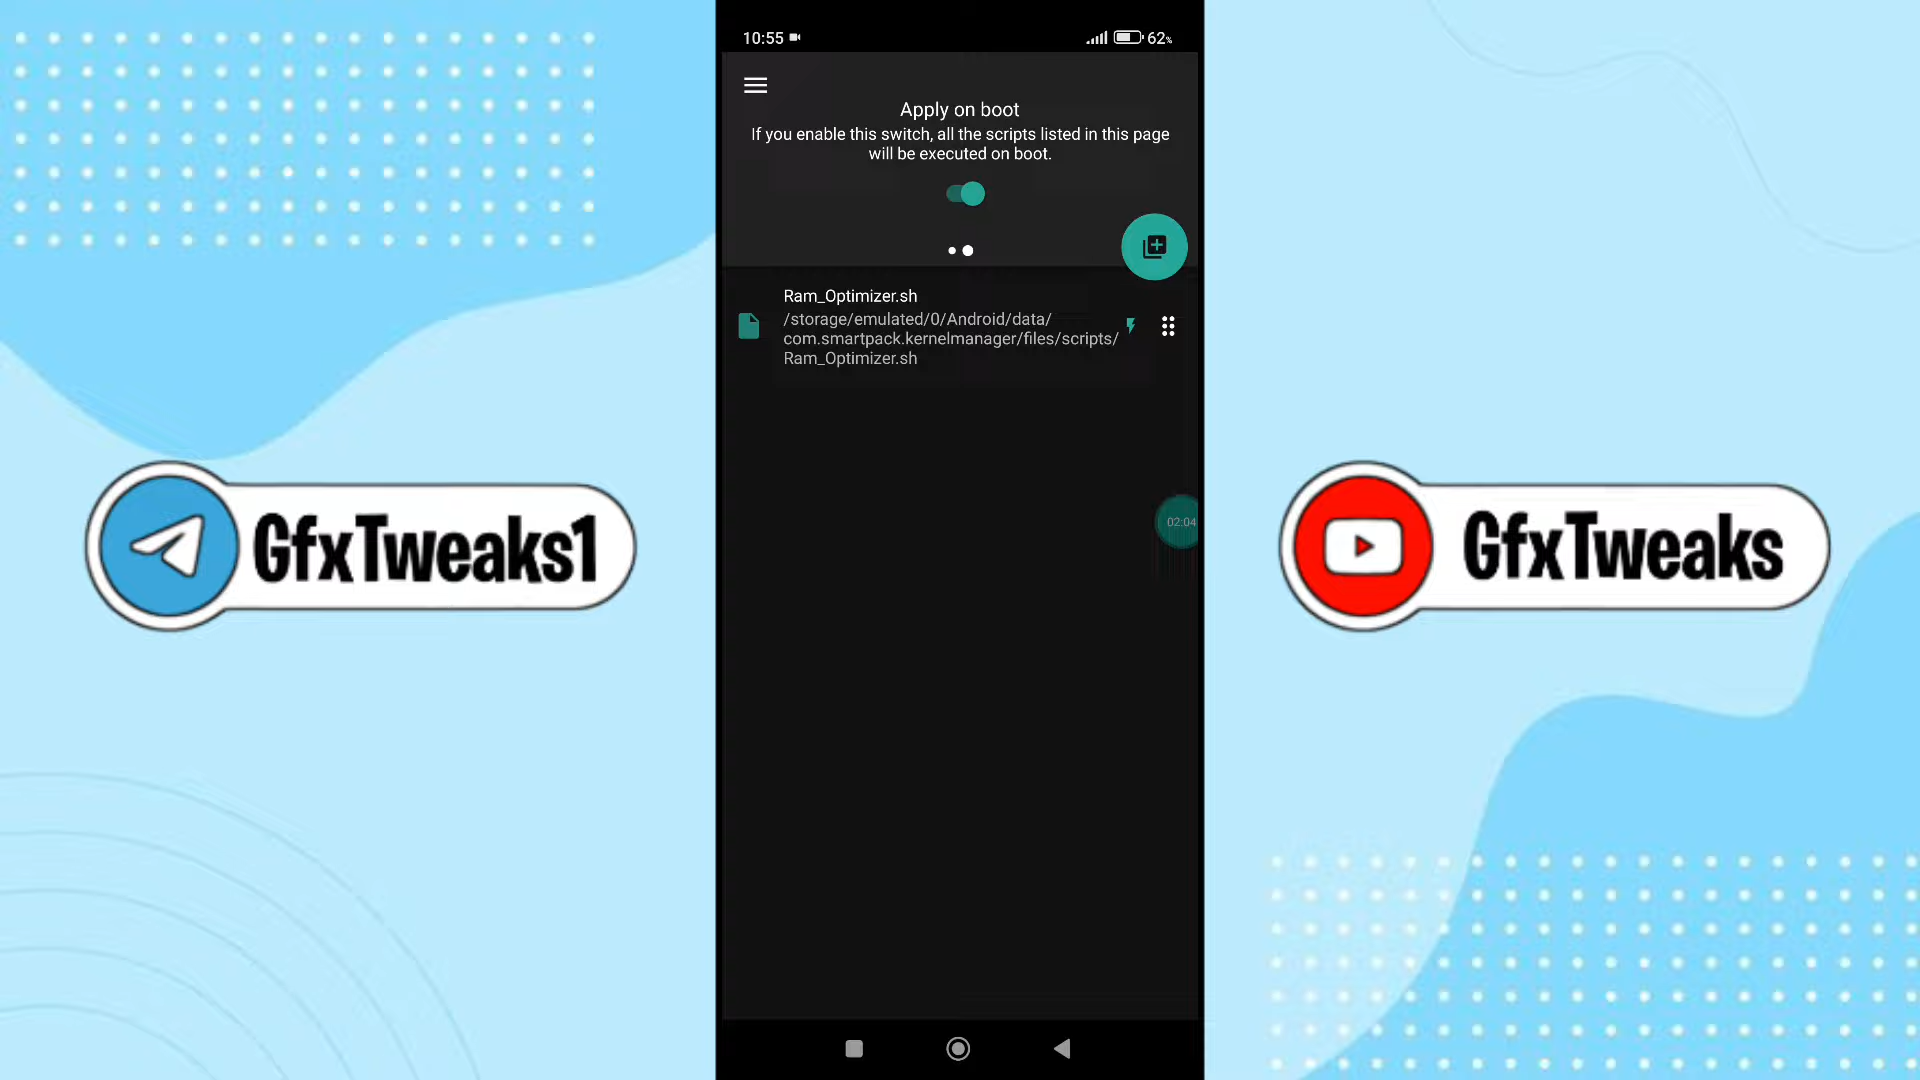 10:55
62%
Apply on boot
If you enable this switch, all the scripts listed in this page
will be executed on boot.
Ram_Optimizer.sh
/storage/emulated/0/Android/data/
com.smartpack.kernelmanager/files/scripts/
Ram_Optimizer.sh
02:04
GfxTweaks1
GfxTweaks